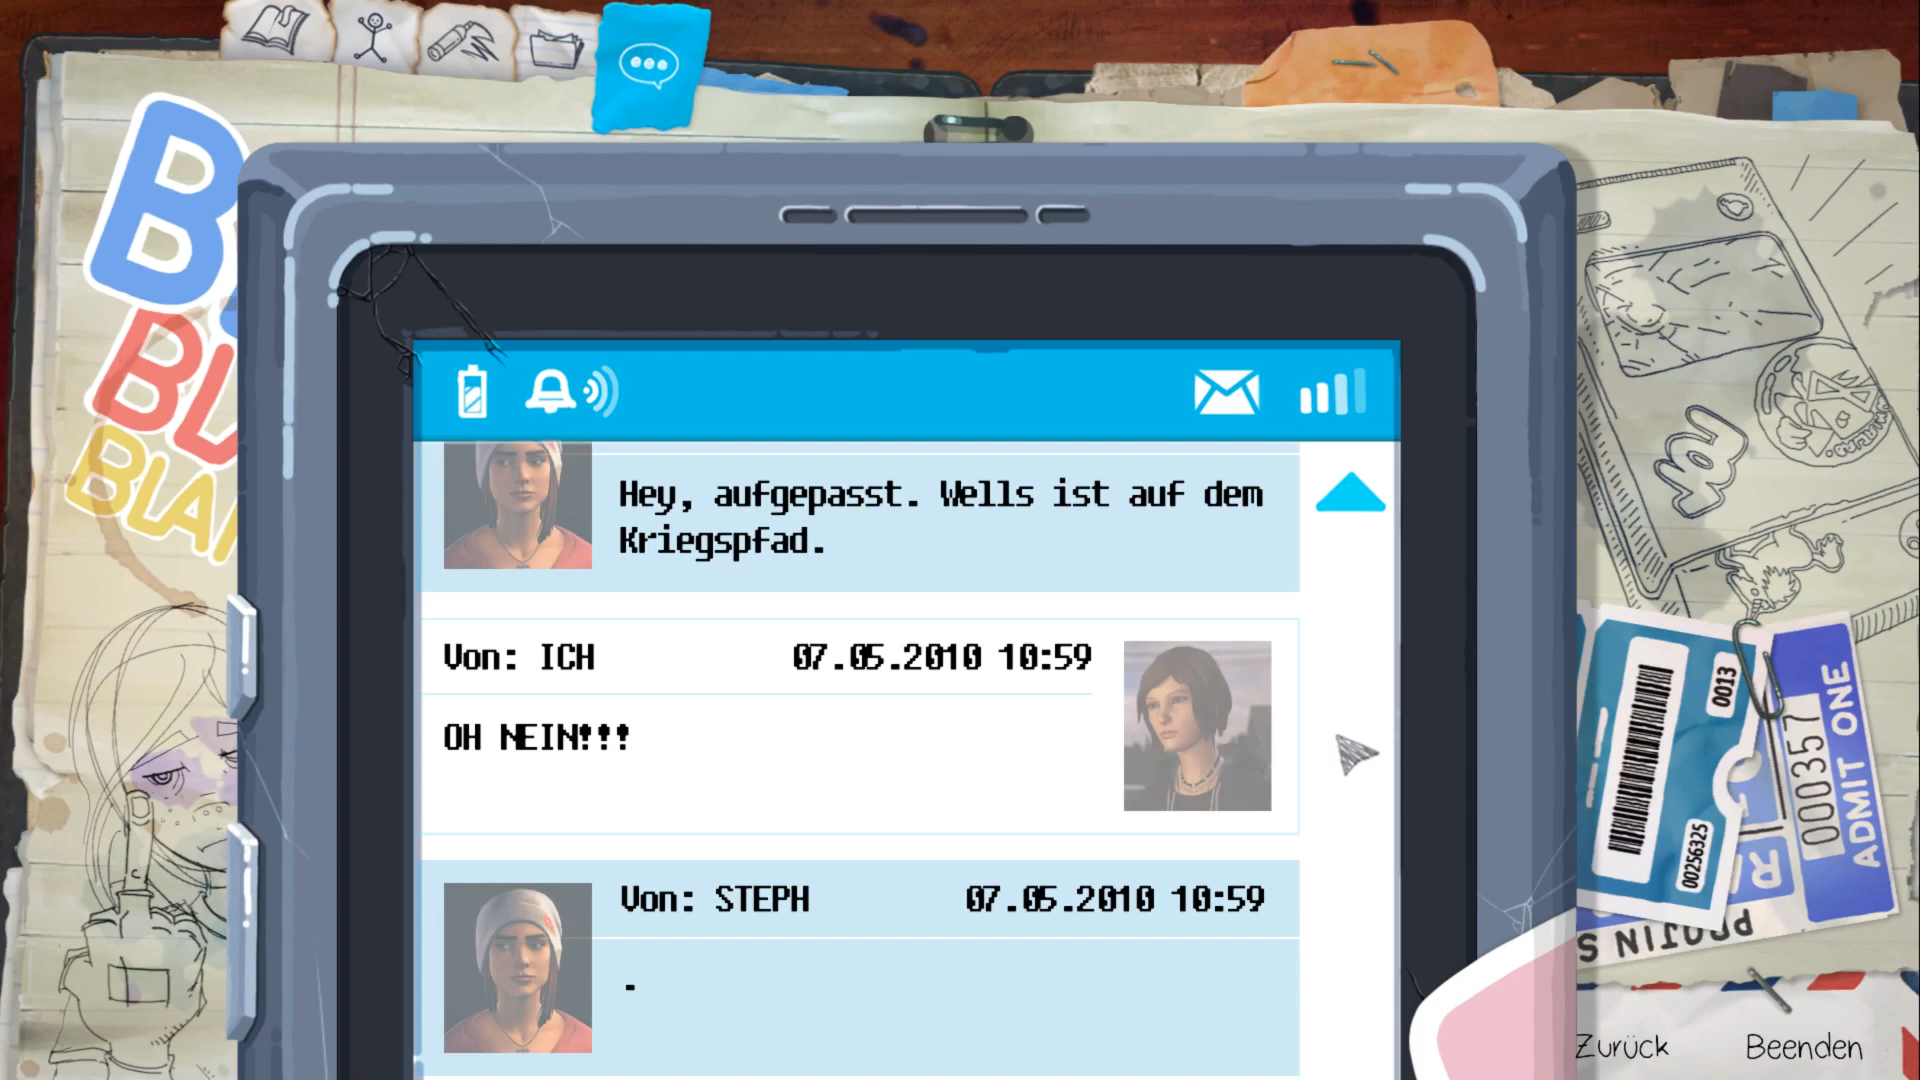 Hey, aufgepasst. Wells ist auf dem
Kriegspfad.
Von: ICH 07.05.2010 10:59
OH NEIN!!!
Von: STEPH 07.05.2010 10:59
.
BLA
0013
00256325
000357
ADMIT ONE
Zurück Beenden